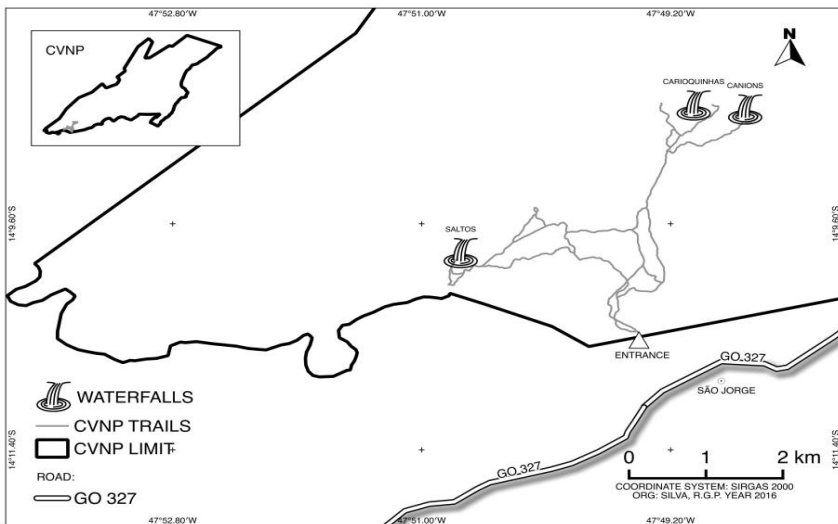 47°52.80'W
47°51.00'W
47°49.20'W
CVNP
N
CARIOQUINHAS
CANIONS
14°9.60'S
14°9.60'S
SALTOS
ENTRANCE
GO 327
SÃO JORGE
WATERFALLS
CVNP TRAILS
CVNP LIMIT
ROAD:
GO 327
GO 327
14°11.40'S
14°11.40'S
0 1 2 km
COORDINATE SYSTEM: SIRGAS 2000
ORG: SILVA, R.G.P. YEAR 2016
47°52.80'W
47°51.00'W
47°49.20'W